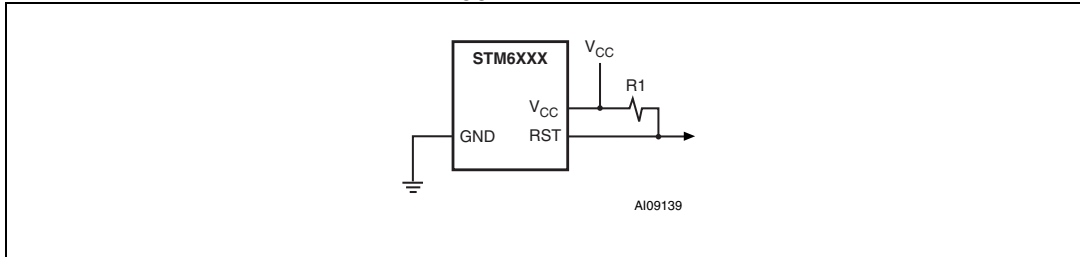 STM6XXX
VCC
R1
VCC
GND
RST
AI09139